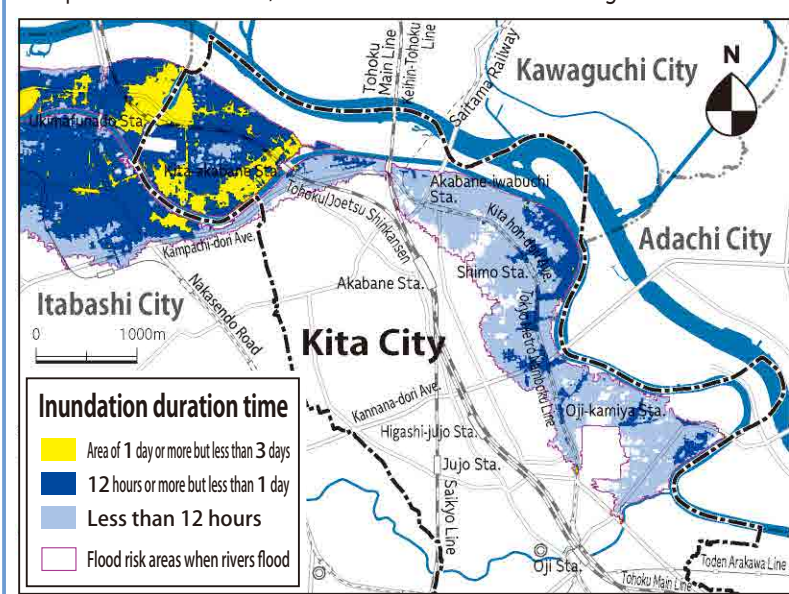 Tohoku
Main Line
Keihin-Tohoku
Line
Saitama Railway
Kawaguchi City
N
Ukimafunado Sta.
Kita-akabane Sta.
Akabane-iwabuchi
Sta.
Tohoku/Joetsu Shinkansen
Kita hon-dori Ave.
Adachi City
Kampachi-dori Ave.
Shimo Sta.
Nakasendo Road
Akabane Sta.
Itabashi City
0 1000m
Kita City
Tokyo Metro Namboku Line
Kannana-dori Ave.
Oji-kamiya Sta.
Higashi-jujo Sta.
Jujo Sta.
Saikyo Line
Inundation duration time
Area of 1 day or more but less than 3 days
12 hours or more but less than 1 day
Less than 12 hours
Flood risk areas when rivers flood
Oji Sta.
Toden Arakawa Line
Tohoku Main Line